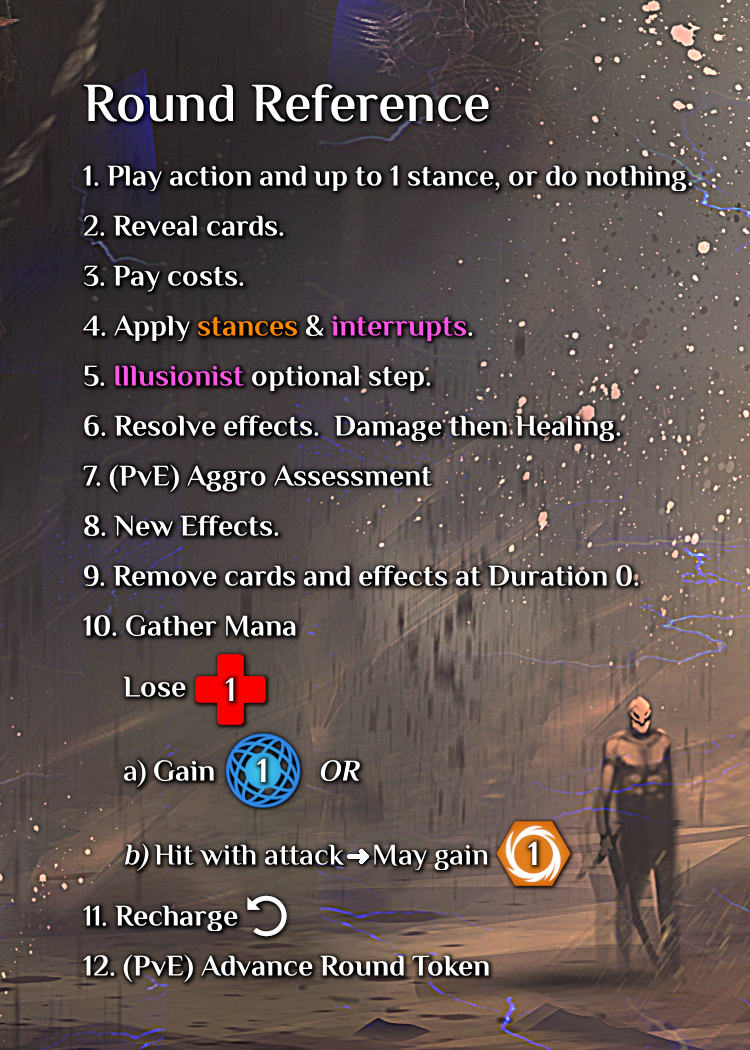 Round Reference
1. Play action and up to 1 stance, or do nothing.
2. Reveal cards.
3. Pay costs.
4. Apply stances & interrupts.
5. Illusionist optional step.
6. Resolve effects.  Damage then Healing.
7. (PvE) Aggro Assessment
8. New Effects.
9. Remove cards and effects at Duration 0.
10. Gather Mana
Lose 1
a) Gain 1 OR
b) Hit with attack➞May gain 1
11. Recharge
12. (PvE) Advance Round Token